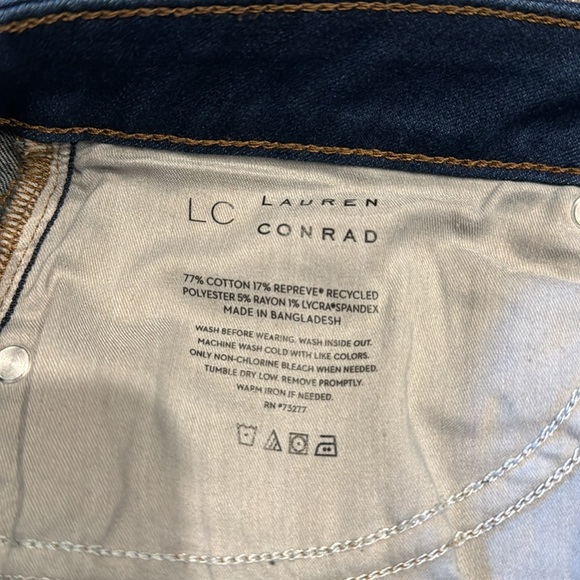 LC LAUREN
CONRAD
77% COTTON 17% REPREVE® RECYCLED
POLYESTER 5% RAYON 1% LYCRA®SPANDEX
MADE IN BANGLADESH
WASH BEFORE WEARING. WASH INSIDE OUT.
MACHINE WASH COLD WITH LIKE COLORS.
ONLY NON-CHLORINE BLEACH WHEN NEEDED.
TUMBLE DRY LOW. REMOVE PROMPTLY.
WARM IRON IF NEEDED.
RN #73277